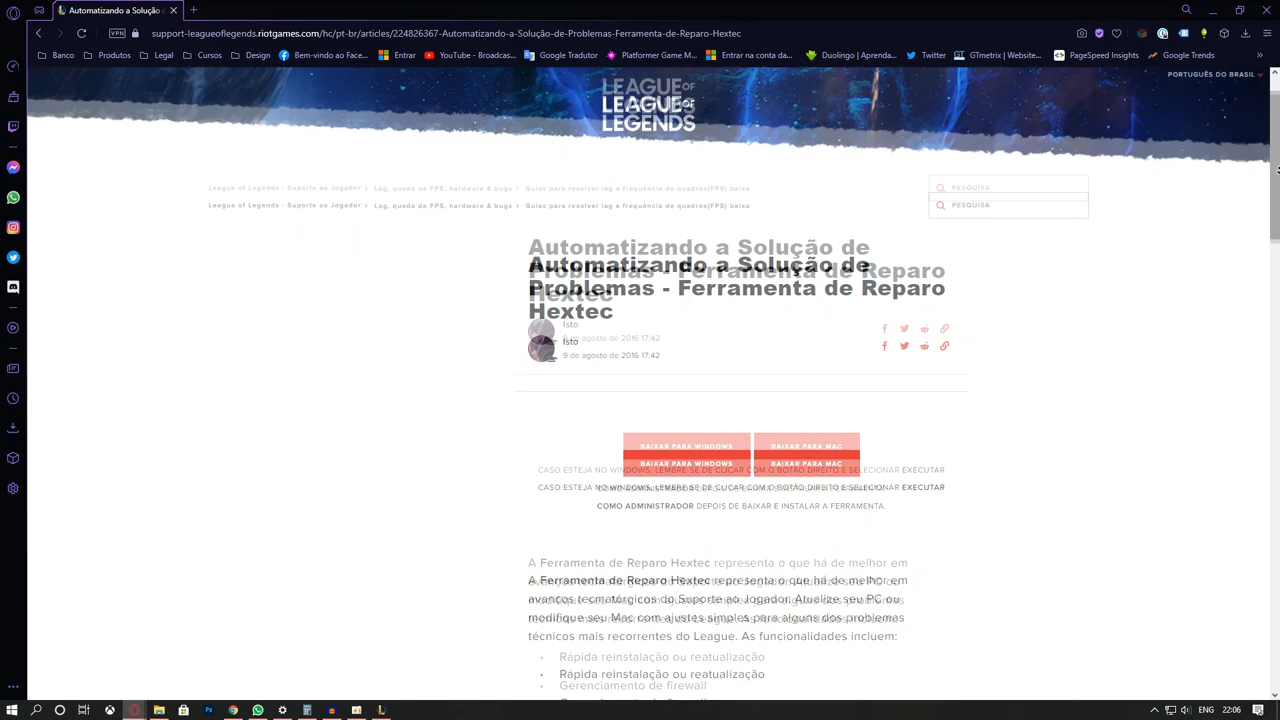 Automatizando a Solução de
support-leagueoflegends.riotgames.com/hc/pt-br/articles/224826367-Automatizando-a-Solução-de-Problemas-Ferramenta-de-Reparo-Hextec
VPN
Banco Produtos Legal Cursos Design Bem-vindo ao Face... Entrar YouTube - Broadcas... Google Tradutor Platformer Game M... Entrar na conta da... Duolingo | Aprenda... Twitter GTmetrix | Website... PageSpeed Insights Google Trends
PORTUGUÊS DO BRASIL
LEAGUE OF
LEGENDS
League of Legends - Suporte ao Jogador > Lag, queda de FPS, hardware & bugs > Guias para resolver lag e frequência de quadros(FPS) baixa
PESQUISA
Automatizando a Solução de
Problemas - Ferramenta de Reparo
Hextec
Isto
9 de agosto de 2016 17:42
BAIXAR PARA WINDOWS BAIXAR PARA MAC
CASO ESTEJA NO WINDOWS, LEMBRE-SE DE CLICAR COM O BOTÃO DIREITO E SELECIONAR EXECUTAR
COMO ADMINISTRADOR DEPOIS DE BAIXAR E INSTALAR A FERRAMENTA.
A Ferramenta de Reparo Hextec representa o que há de melhor em
avanços tecmatúrgicos do Suporte ao Jogador. Atualize seu PC ou
modifique seu Mac com ajustes simples para alguns dos problemas
técnicos mais recorrentes do League. As funcionalidades incluem:
Rápida reinstalação ou reatualização
Gerenciamento de firewall
ENG 22:06